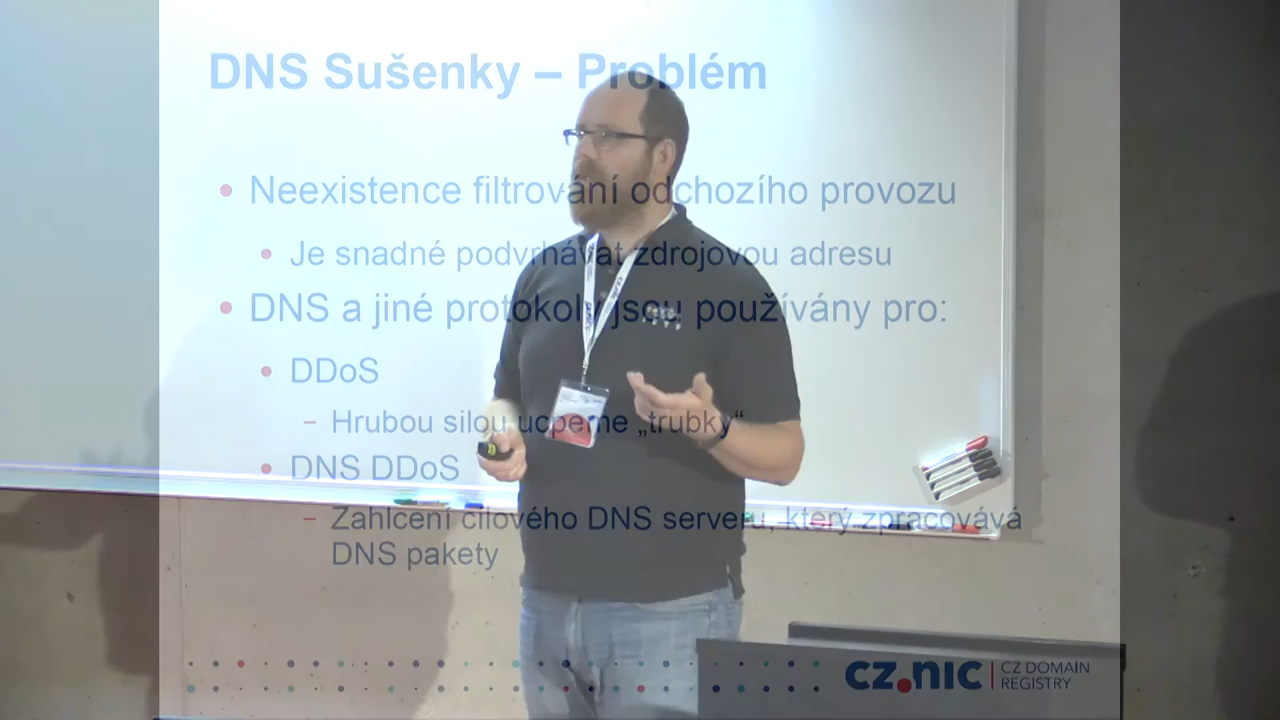 DNS Sušenky – Problém
Neexistence filtrování odchozího provozu
Je snadné podvrhávat zdrojovou adresu
DNS a jiné protokoly jsou používány pro:
DDoS
– Hrubou silou ucpeme „trubky“
DNS DDoS
– Zahlcení cílového DNS serveru, který zpracovává
DNS pakety
CZ.NIC | CZ DOMAIN
REGISTRY